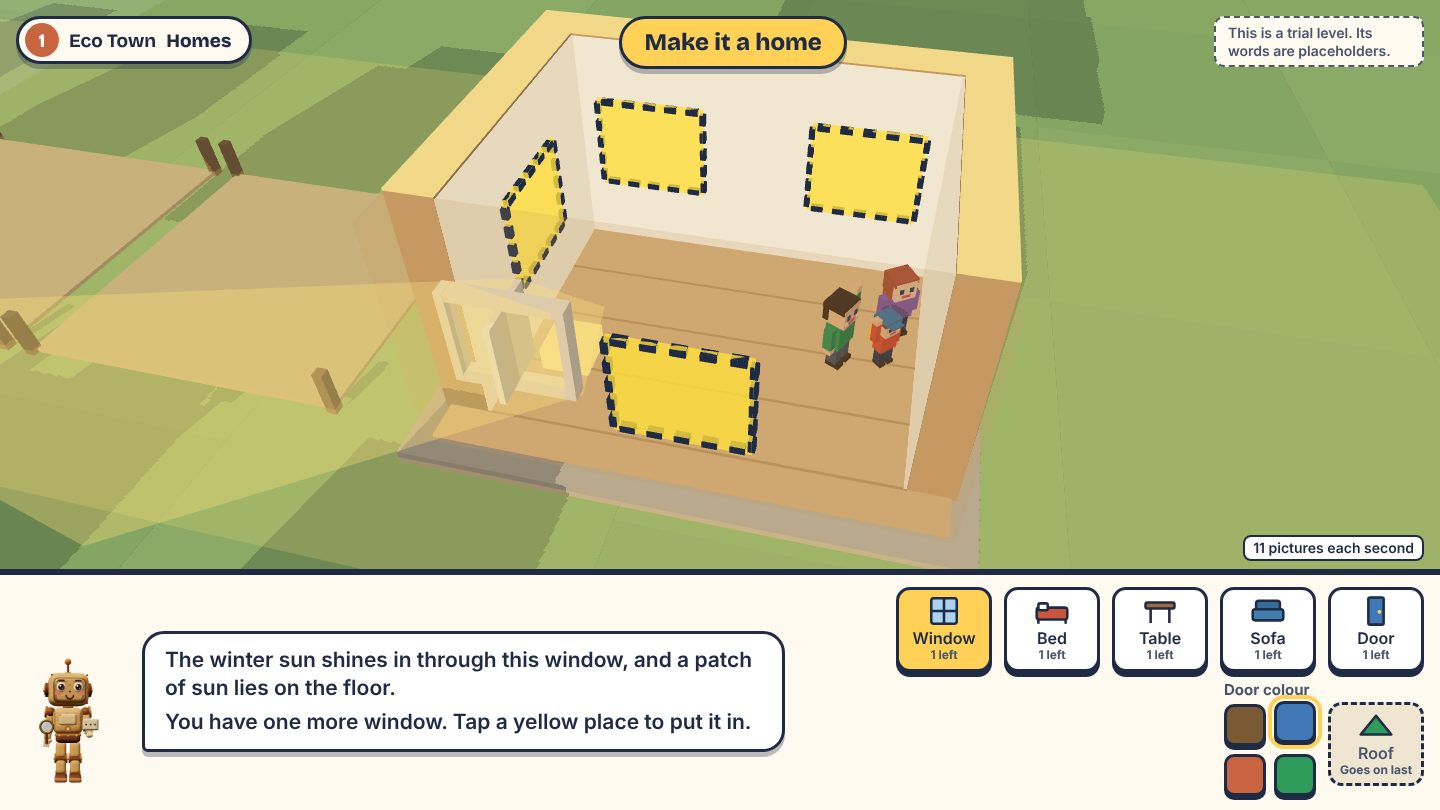 1 Eco Town Homes
Make it a home
This is a trial level. Its
words are placeholders.
11 pictures each second
The winter sun shines in through this window, and a patch
of sun lies on the floor.
You have one more window. Tap a yellow place to put it in.
Window
1 left
Bed
1 left
Table
1 left
Sofa
1 left
Door
1 left
Door colour
Roof
Goes on last